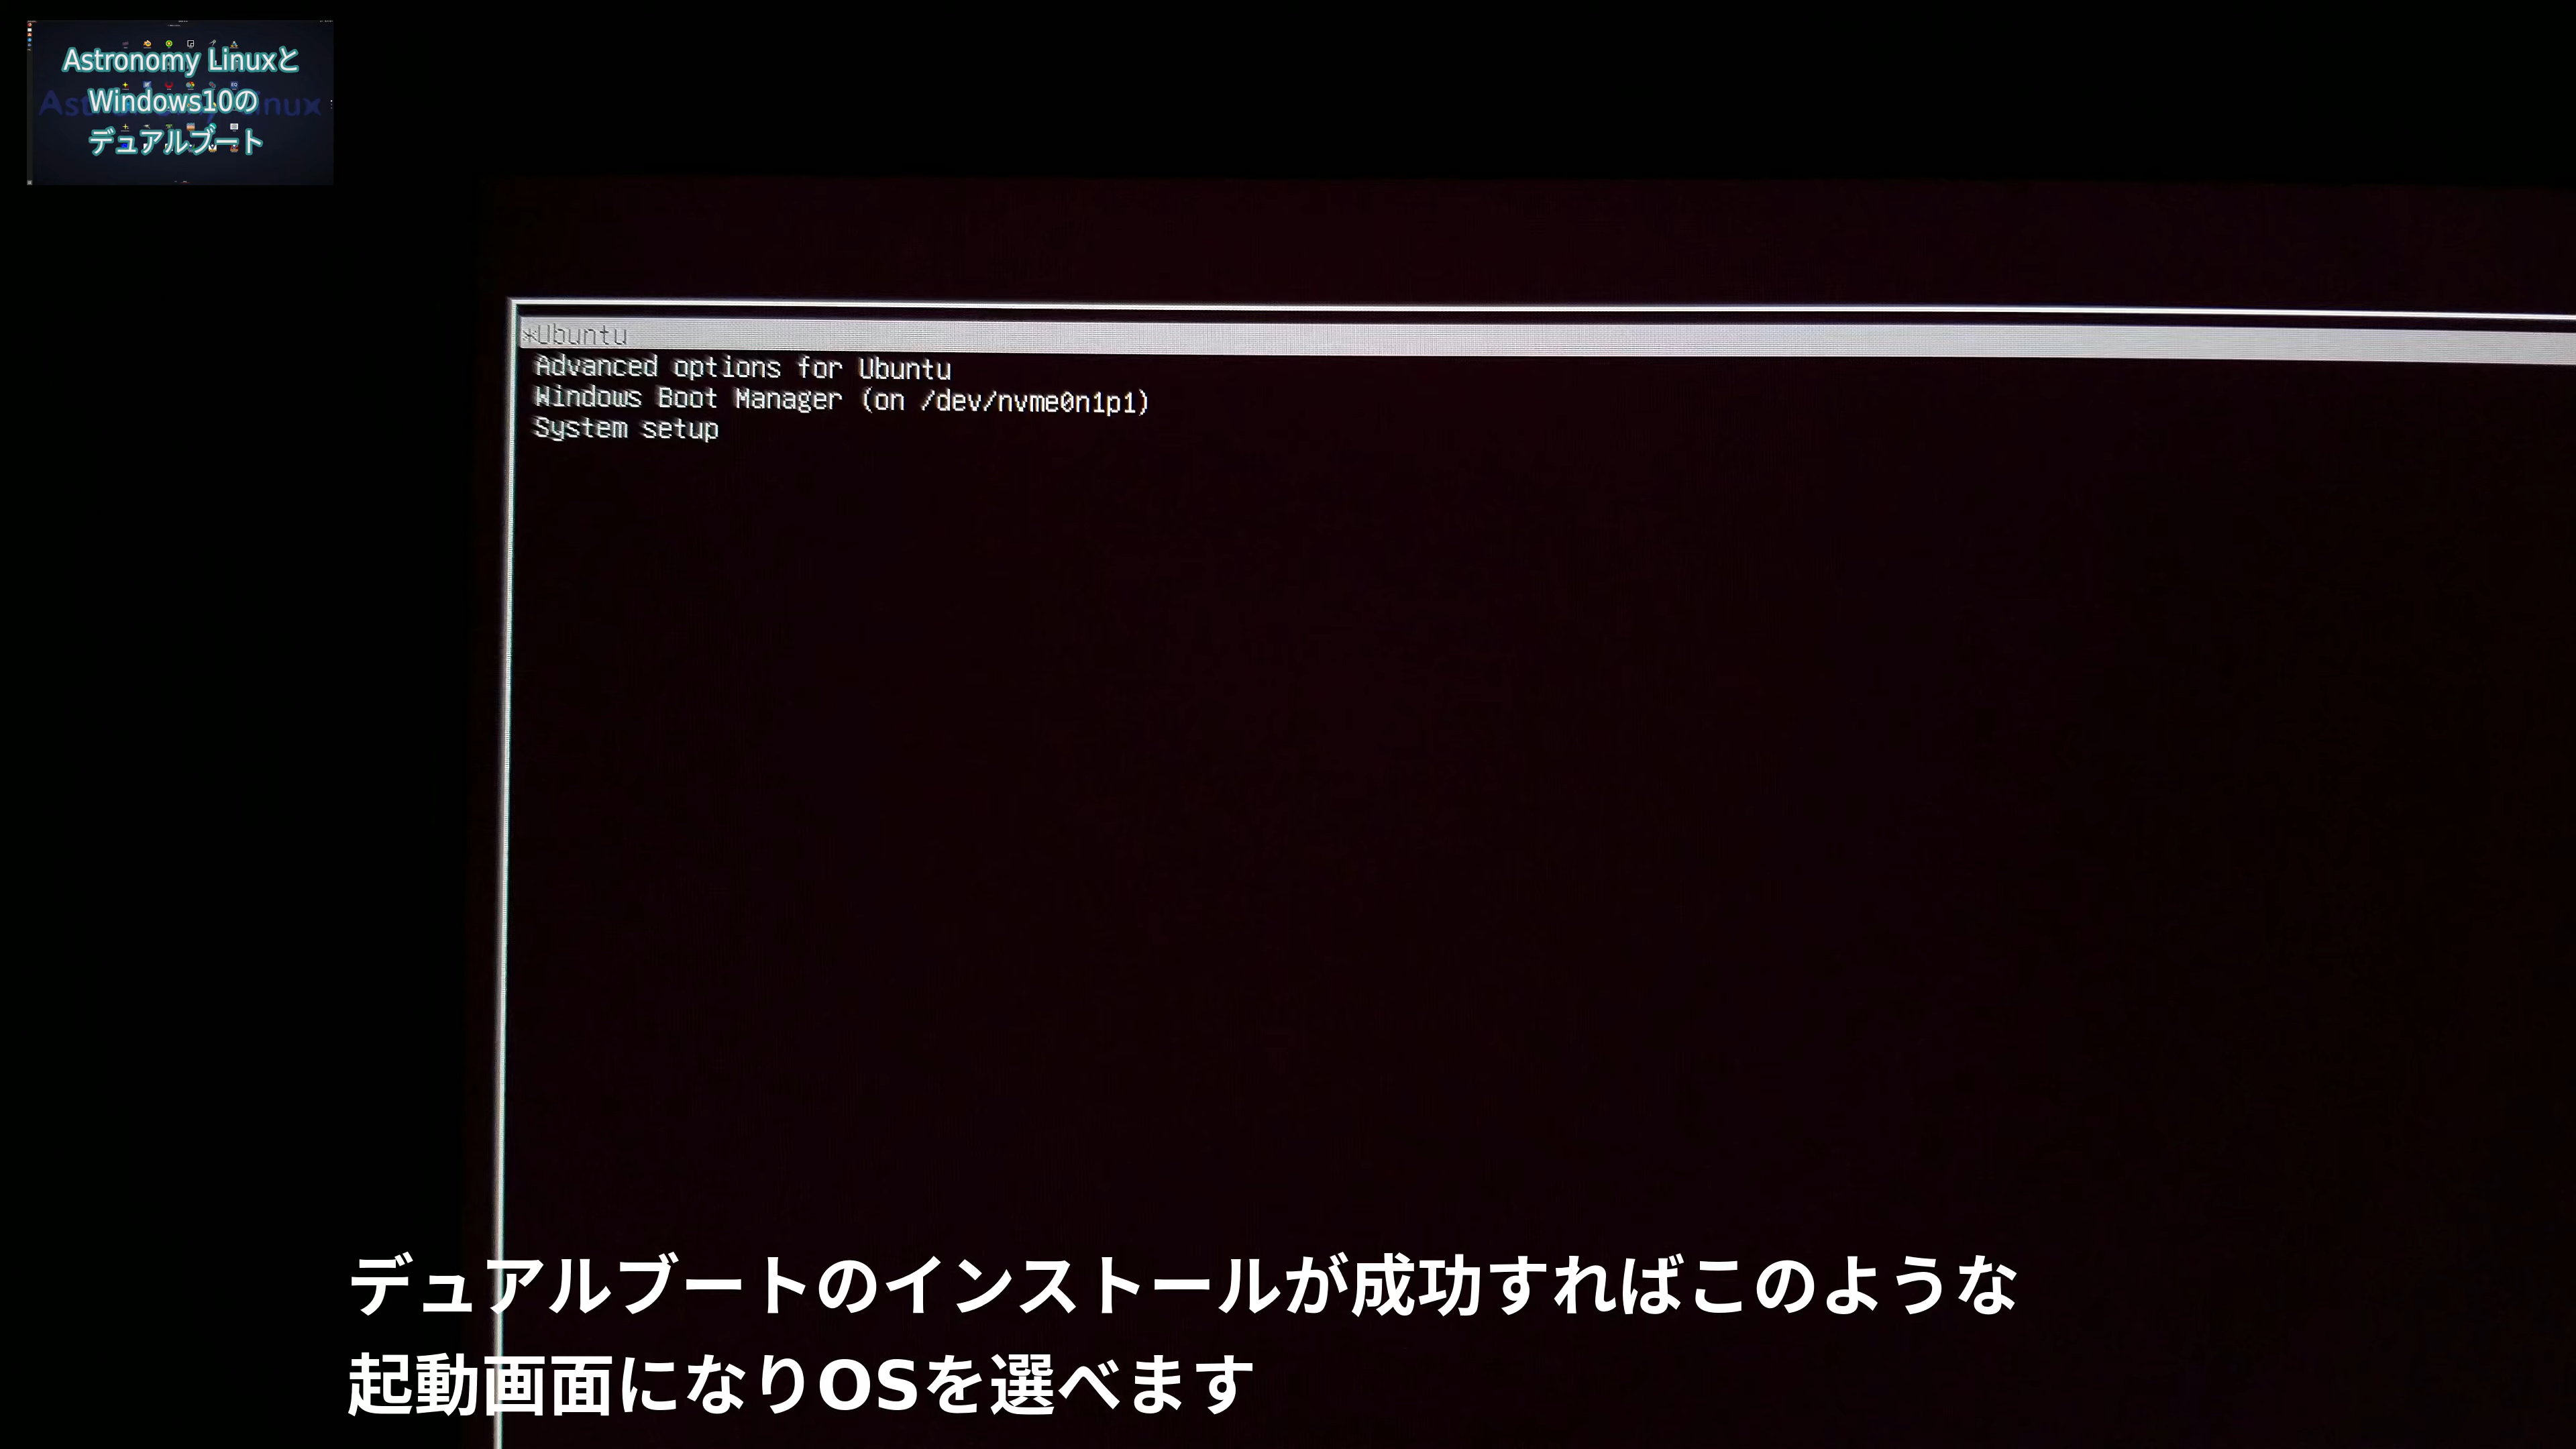 Astronomy Linuxと
Windows10の
デュアルブート
*Ubuntu
Advanced options for Ubuntu
Windows Boot Manager (on /dev/nvme0n1p1)
System setup
デュアルブートのインストールが成功すればこのような
起動画面になりOSを選べます